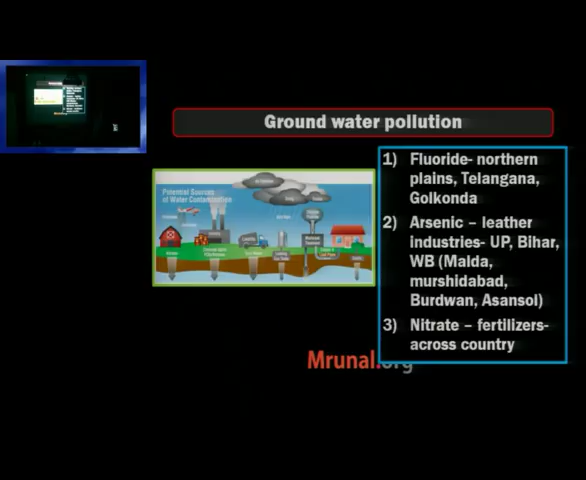 Ground water pollution
Potential Sources
of Water Contamination
1) Fluoride- northern
plains, Telangana,
Golkonda
2) Arsenic – leather
industries- UP, Bihar,
WB (Malda,
murshidabad,
Burdwan, Asansol)
3) Nitrate – fertilizers-
across country
Mrunal.org